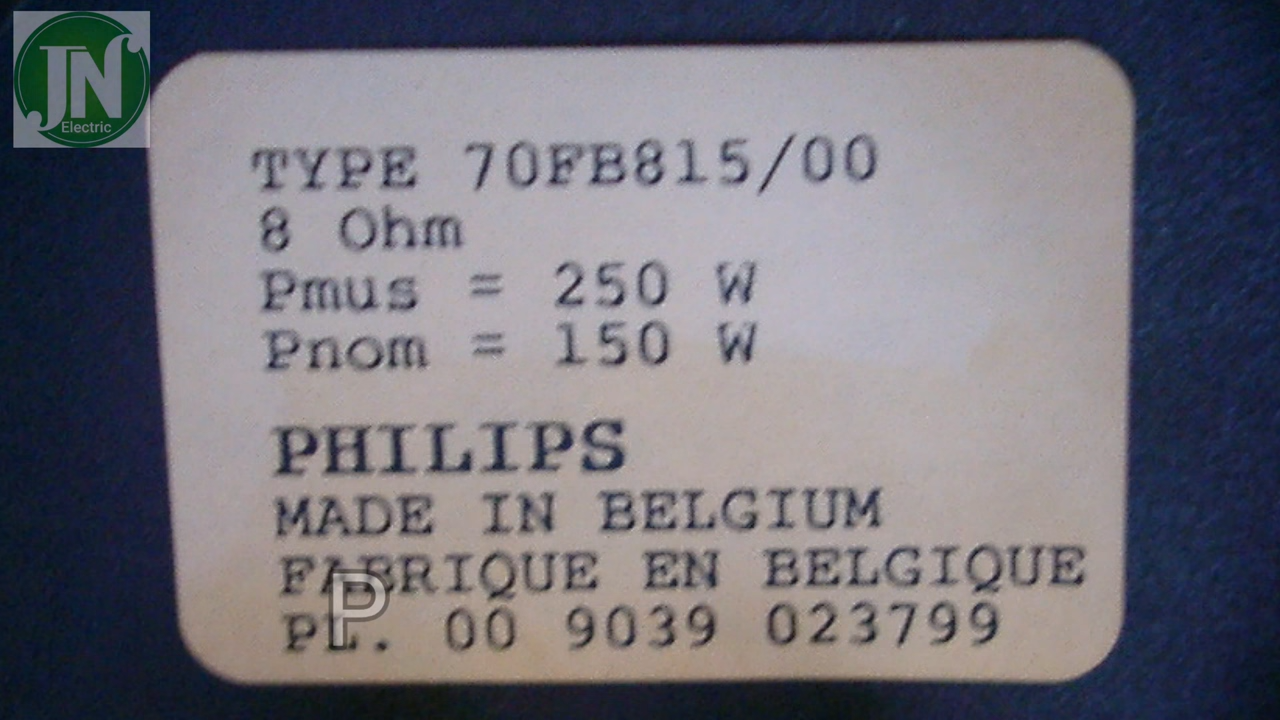 JN
Electric
TYPE 70FB815/00
8 Ohm
Pmus = 250 W
Pnom = 150 W
PHILIPS
MADE IN BELGIUM
FABRIQUE EN BELGIQUE
PL. 00 9039 023799
P